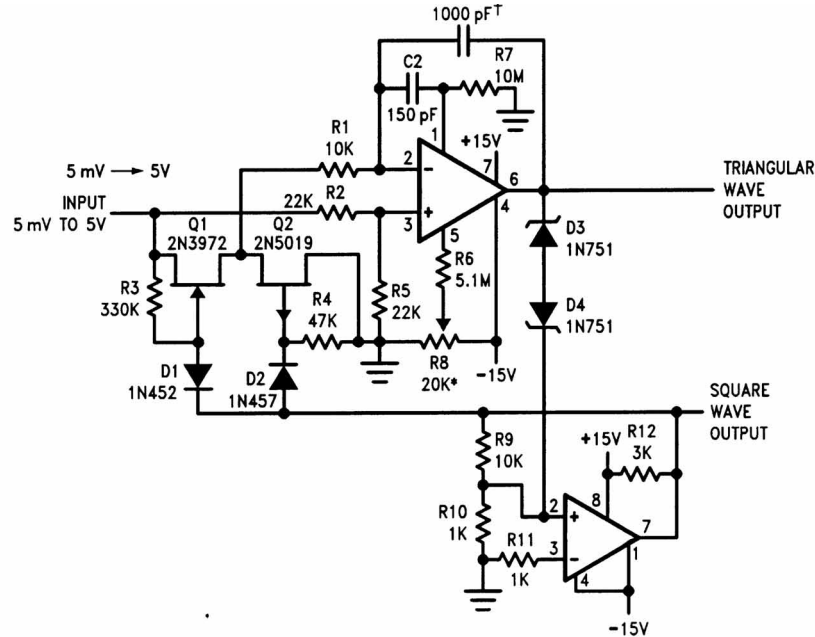 1000 pF†
C2
150 pF
R7
10M
R1
10K
1
+15V
7
2
−
6
5 mV → 5V
INPUT
5 mV TO 5V
22K
R2
3
+
4
5
TRIANGULAR
WAVE
OUTPUT
Q1
2N3972
Q2
2N5019
R3
330K
R4
47K
R5
22K
R6
5.1M
R8
20K*
−15V
D3
1N751
D4
1N751
D1
1N452
D2
1N457
SQUARE
WAVE
OUTPUT
R9
10K
+15V
R12
3K
R10
1K
R11
1K
2
+
8
3
−
7
1
4
−15V